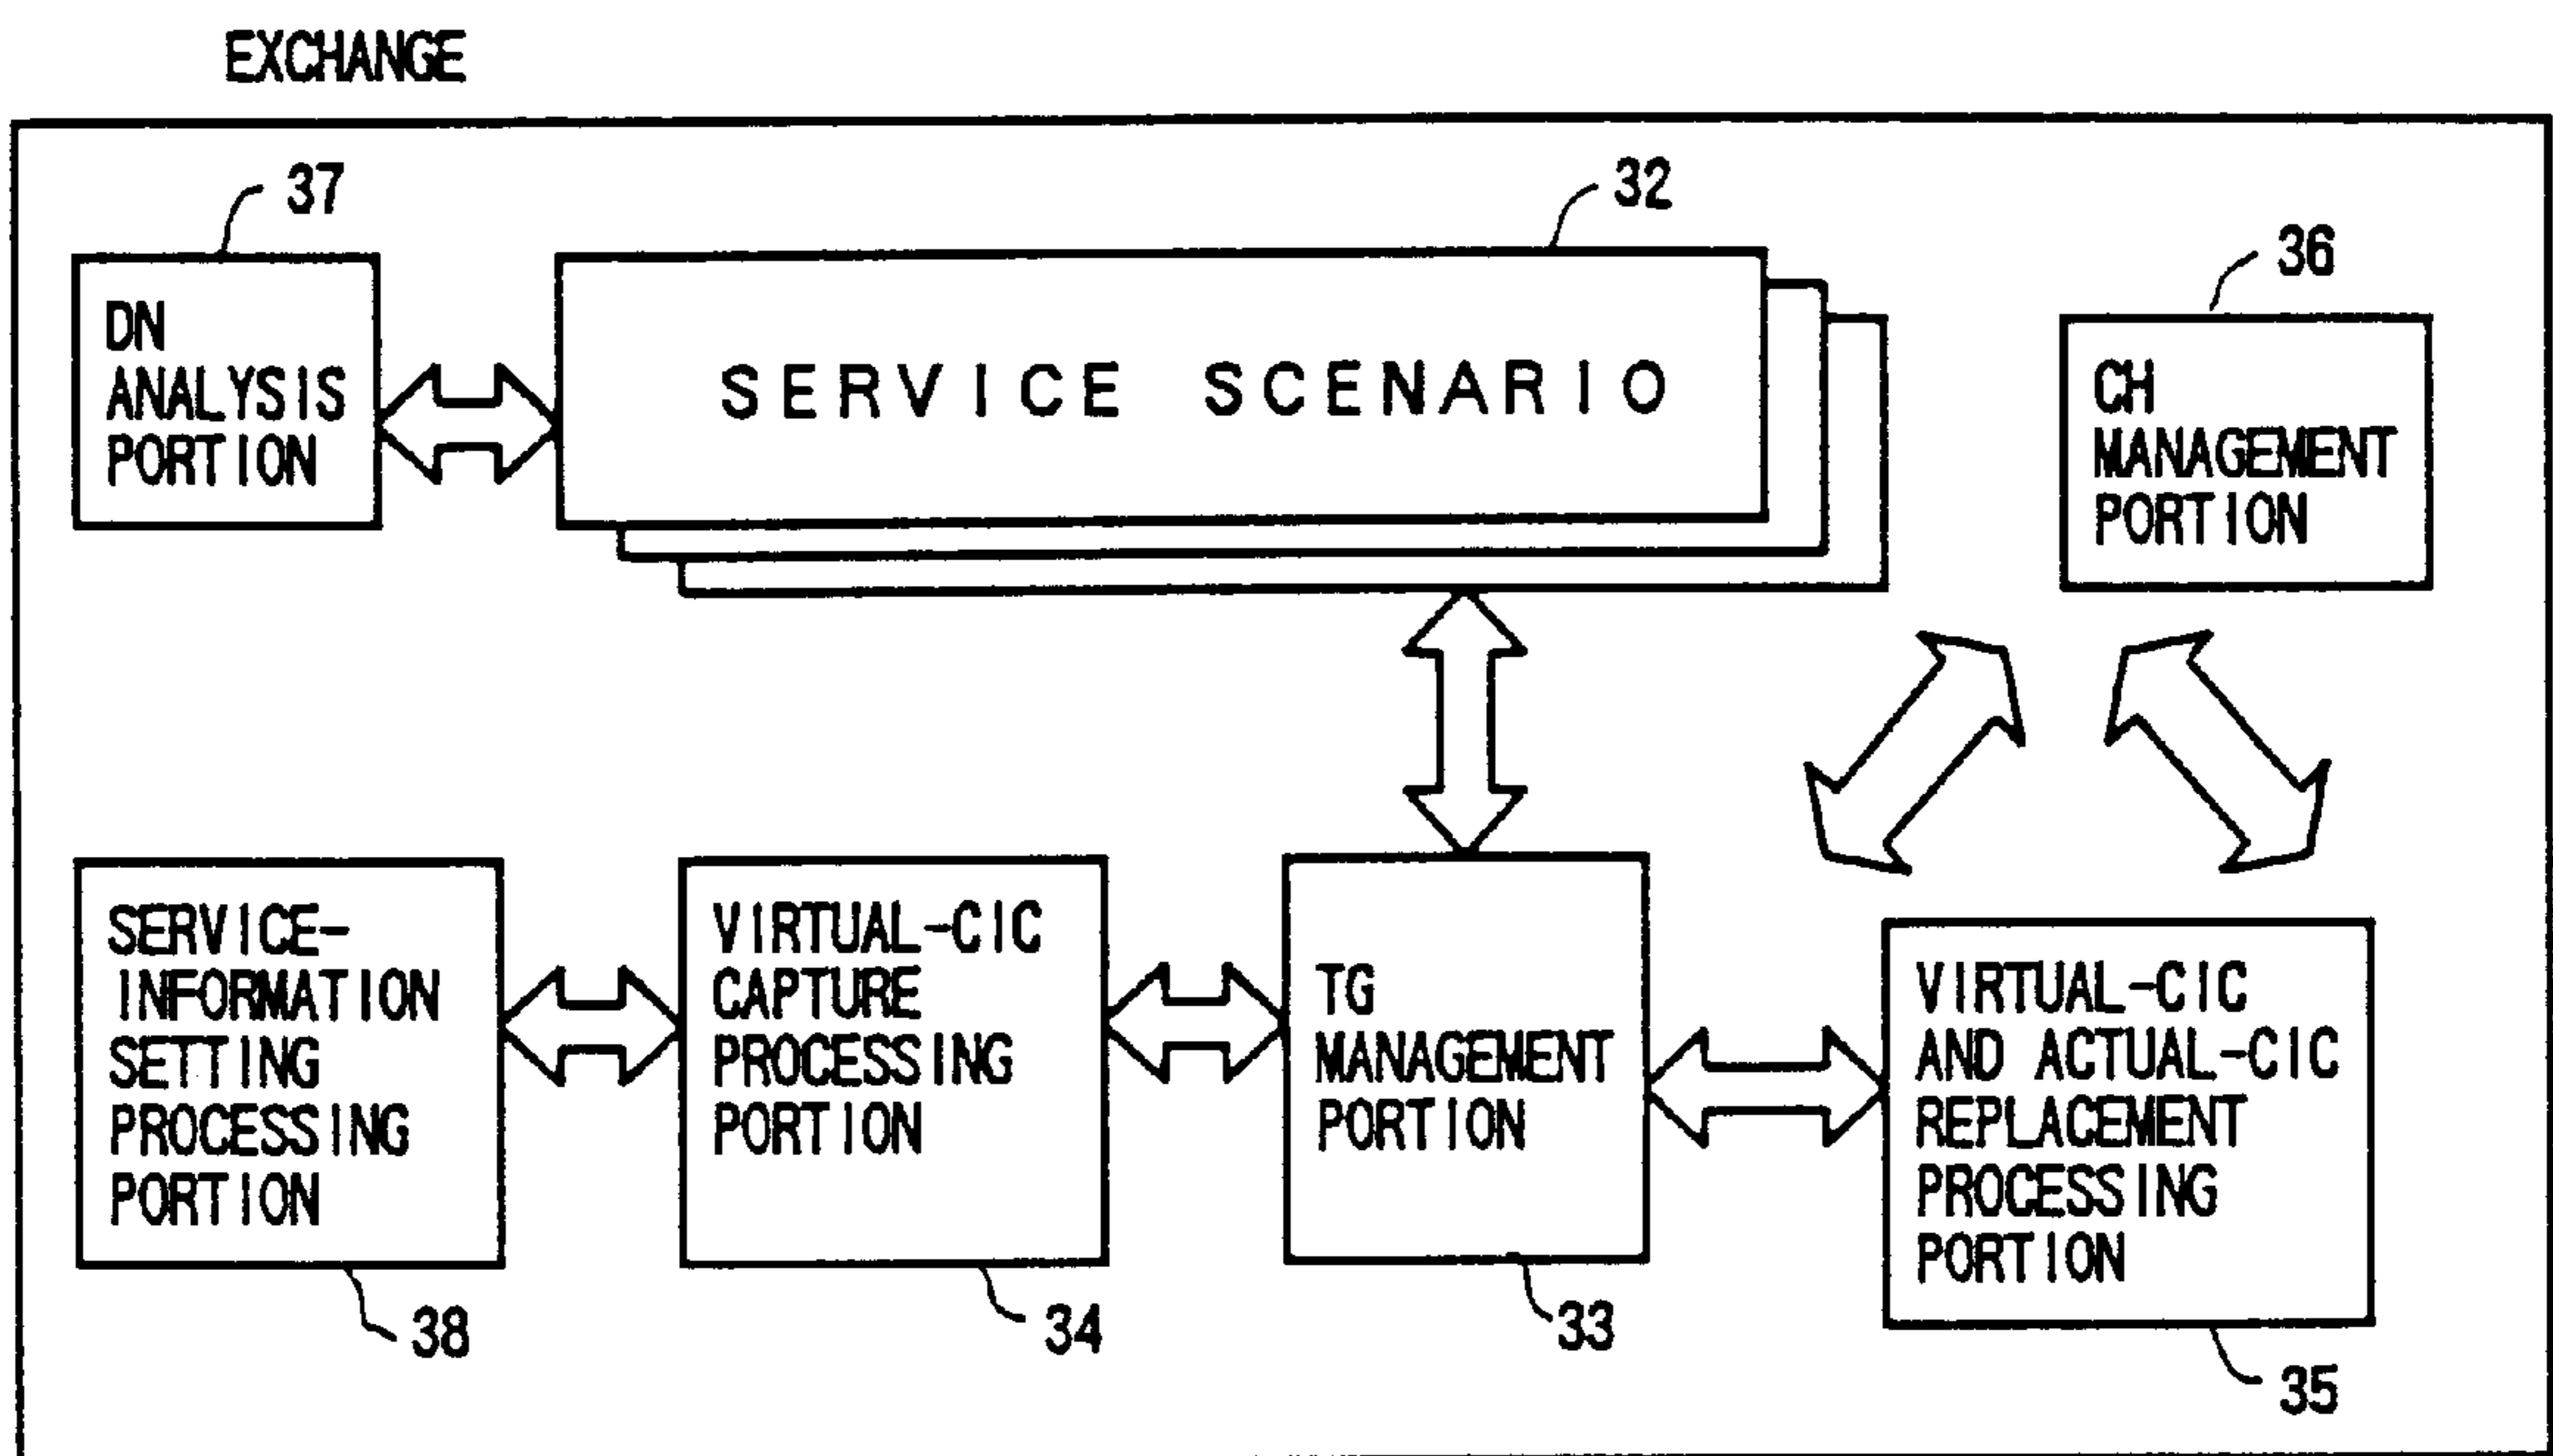 EXCHANGE
37
32
36
DN
ANALYSIS
PORTION
SERVICE SCENARIO
CH
MANAGEMENT
PORTION
SERVICE-
INFORMATION
SETTING
PROCESSING
PORTION
VIRTUAL-CIC
CAPTURE
PROCESSING
PORTION
TG
MANAGEMENT
PORTION
VIRTUAL-CIC
AND ACTUAL-CIC
REPLACEMENT
PROCESSING
PORTION
38
34
33
35